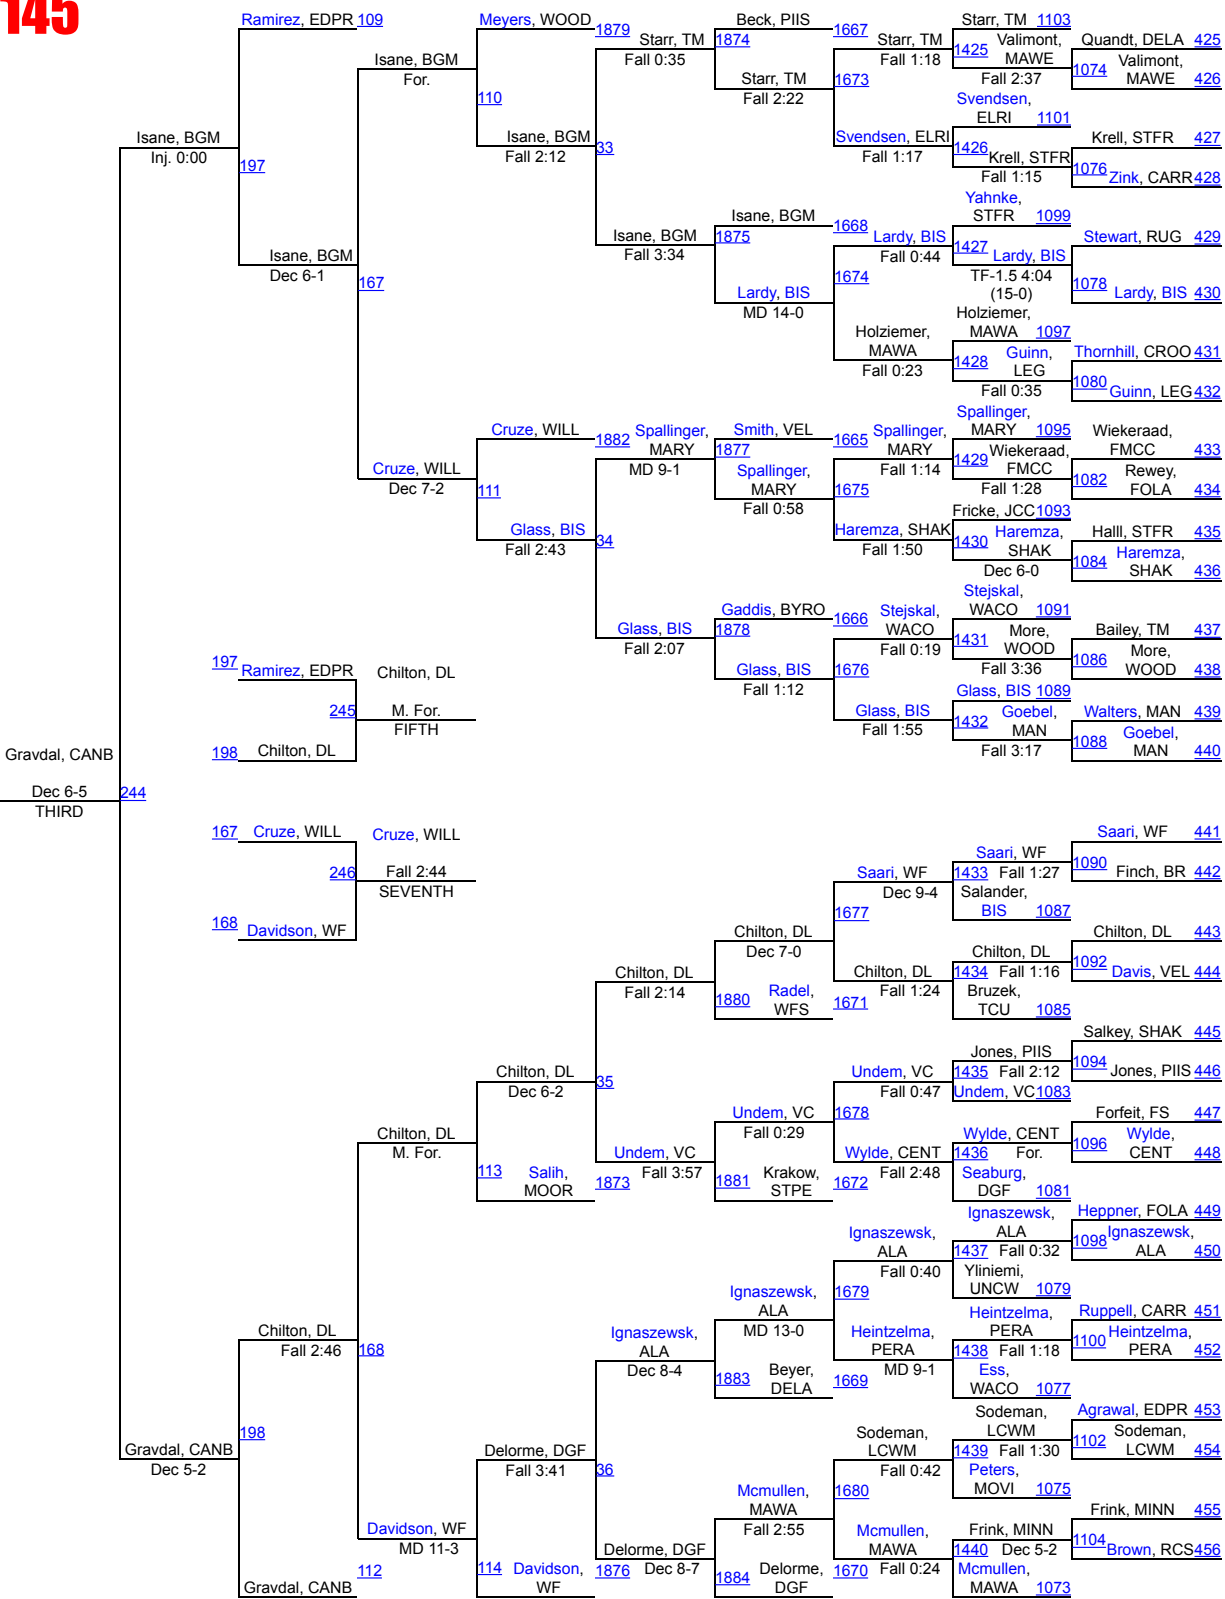 145
Ramirez, EDPR 109
Meyers, WOOD
1879
Beck, PIIS
1667
Starr, TM 1103
Starr, TM
1874
Starr, TM
1425
Valimont,
MAWE
Quandt, DELA 425
Fall 0:35
Fall 1:18
1074
Valimont,
MAWE 426
Isane, BGM
For.
Starr, TM
1673
Fall 2:37
Fall 2:22
110
Svendsen,
ELRI 1101
Isane, BGM
Inj. 0:00
Isane, BGM
33
Fall 2:12
Svendsen, ELRI
1426
Krell, STFR
Krell, STFR 427
Fall 1:17
Fall 1:15
1076
Zink, CARR 428
197
Yahnke,
STFR 1099
Isane, BGM
1668
Isane, BGM
1875
Lardy, BIS
1427
Lardy, BIS
Stewart, RUG 429
Fall 3:34
Fall 0:44
Isane, BGM
Dec 6-1
167
1674
TF-1.5 4:04
(15-0)
1078
Lardy, BIS 430
Lardy, BIS
MD 14-0
Holziemer,
MAWA 1097
Holziemer,
MAWA
1428
Guinn,
LEG
Thornhill, CROO 431
Fall 0:23
Fall 0:35
1080
Guinn, LEG 432
Spallinger,
MARY 1095
Cruze, WILL
1882
Spallinger,
MARY
Smith, VEL
1665
1877
Spallinger,
MARY
1429
Wiekeraad,
FMCC
Wiekeraad,
FMCC 433
MD 9-1
Fall 1:14
Cruze, WILL
Dec 7-2
111
Spallinger,
MARY
1675
Fall 1:28
1082
Rewey,
FOLA 434
Fall 0:58
Fricke, JCC 1093
Glass, BIS
34
Fall 2:43
Haremza, SHAK
1430
Haremza,
SHAK
Halll, STFR 435
Fall 1:50
Dec 6-0
1084
Haremza,
SHAK 436
Stejskal,
WACO 1091
Gaddis, BYRO
1666
Glass, BIS
1878
Stejskal,
WACO
1431
More,
WOOD
Bailey, TM 437
Fall 2:07
Fall 0:19
Fall 3:36
1086
More,
WOOD 438
197
Ramirez, EDPR
Chilton, DL
Glass, BIS
1676
Fall 1:12
Glass, BIS 1089
245
M. For.
FIFTH
Glass, BIS
1432
Goebel,
MAN
Walters, MAN 439
Fall 1:55
Fall 3:17
1088
Goebel,
MAN 440
198
Chilton, DL
Gravdal, CANB
Dec 6-5
244
THIRD
167
Cruze, WILL
Cruze, WILL
246
Fall 2:44
SEVENTH
168
Davidson, WF
Saari, WF 441
Saari, WF
1090
Finch, BR 442
Saari, WF
1433
Fall 1:27
Dec 9-4
Salander,
BIS 1087
1677
Chilton, DL
Dec 7-0
Chilton, DL 443
Chilton, DL
1092
Davis, VEL 444
Chilton, DL
1434
Fall 1:16
Fall 1:24
Bruzek,
TCU 1085
Chilton, DL
Fall 2:14
1880
Radel,
WFS
1671
Salkey, SHAK 445
Jones, PIIS
1094
Jones, PIIS 446
Chilton, DL
Dec 6-2
35
Undem, VC
1435
Fall 2:12
Fall 0:47
Undem, VC 1083
Undem, VC
Fall 0:29
1678
Forfeit, FS 447
Chilton, DL
M. For.
Wylde, CENT
1096
Wylde,
CENT 448
Wylde, CENT
1436
For.
Fall 2:48
Seaburg,
DGF 1081
113
Salih,
MOOR
1873
Undem, VC
Fall 3:57
1881
Krakow,
STPE
1672
Ignaszewsk,
ALA
Heppner, FOLA 449
1098
Ignaszewsk,
ALA 450
Ignaszewsk,
ALA
1437
Fall 0:32
Fall 0:40
Yliniemi,
UNCW 1079
Ignaszewsk,
ALA
MD 13-0
1679
Heintzelma,
PERA
Ruppell, CARR 451
1100
Heintzelma,
PERA 452
Chilton, DL
Fall 2:46
168
Ignaszewsk,
ALA
Dec 8-4
Heintzelma,
PERA
1438
Fall 1:18
MD 9-1
Ess,
WACO 1077
1883
Beyer,
DELA
1669
Sodeman,
LCWM
Agrawal, EDPR 453
1102
Sodeman,
LCWM 454
198
Gravdal, CANB
Dec 5-2
Delorme, DGF
Fall 3:41
36
Sodeman,
LCWM
1439
Fall 1:30
Fall 0:42
Peters,
MOVI 1075
Mcmullen,
MAWA
Fall 2:55
1680
Frink, MINN 455
Davidson, WF
MD 11-3
Frink, MINN
1104
Brown, RCS 456
Mcmullen,
MAWA
1440
Dec 5-2
Fall 0:24
Mcmullen,
MAWA 1073
Gravdal, CANB
112
114
Davidson,
WF
1876
Delorme, DGF
Dec 8-7
1884
Delorme,
DGF
1670